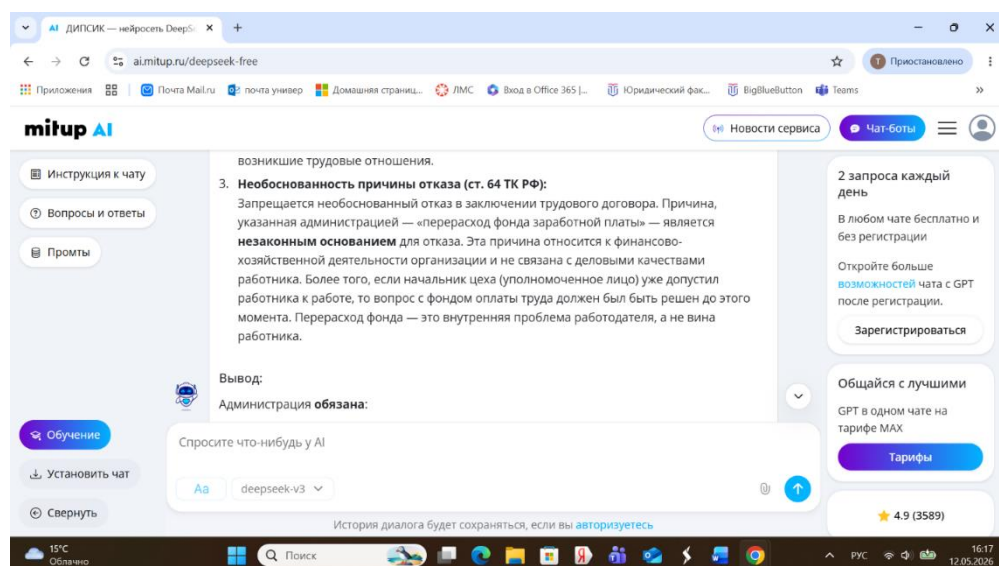 ДИПСИК — нейросеть DeepS
ai.mitup.ru/deepseek-free
Приостановлено
Приложения
Почта Mail.ru
почта универ
Домашняя страниц...
ЛМС
Вход в Office 365 |...
Юридический фак...
BigBlueButton
Teams
mitup AI
Новости сервиса
Чат-боты
Инструкция к чату
Вопросы и ответы
Промты
возникшие трудовые отношения.
3. Необоснованность причины отказа (ст. 64 ТК РФ):
Запрещается необоснованный отказ в заключении трудового договора. Причина,
указанная администрацией — «перерасход фонда заработной платы» — является
незаконным основанием для отказа. Эта причина относится к финансово-
хозяйственной деятельности организации и не связана с деловыми качествами
работника. Более того, если начальник цеха (уполномоченное лицо) уже допустил
работника к работе, то вопрос с фондом оплаты труда должен был быть решен до этого
момента. Перерасход фонда — это внутренняя проблема работодателя, а не вина
работника.
Вывод:
Администрация обязана:
2 запроса каждый
день
В любом чате бесплатно и
без регистрации
Откройте больше
возможностей чата с GPT
после регистрации.
Зарегистрироваться
Общайся с лучшими
GPT в одном чате на
тарифе MAX
Тарифы
4.9 (3589)
Обучение
Установить чат
Свернуть
Спросите что-нибудь у AI
Aa
deepseek-v3
История диалога будет сохраняться, если вы авторизуетесь
15°C
Облачно
Поиск
РУС
16:17
12.05.2026